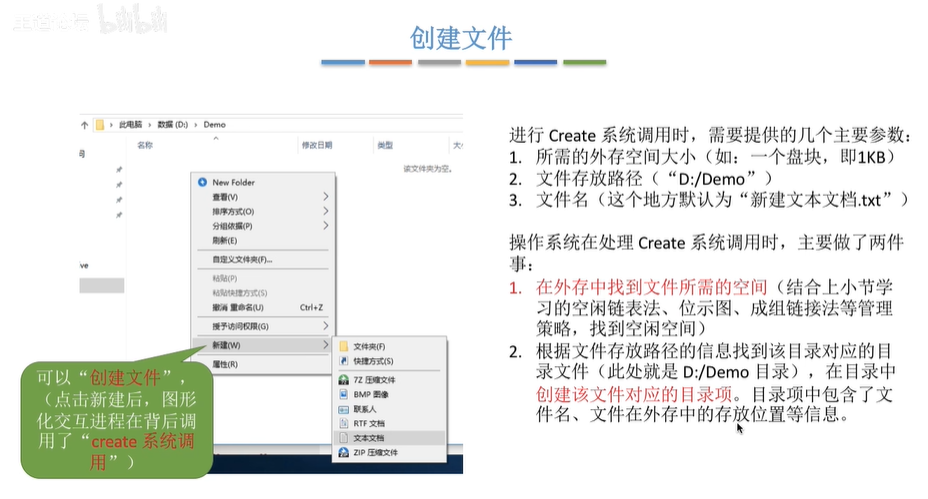 创建文件
此电脑 › 数据 (D:) › Demo
名称
修改日期
类型
大小
该文件夹为空。
New Folder
查看(V)
排序方式(O)
分组依据(P)
刷新(E)
自定义文件夹(F)...
粘贴(P)
粘贴快捷方式(S)
撤消 重命名(U) Ctrl+Z
授予访问权限(G)
新建(W)
属性(R)
文件夹(F)
快捷方式(S)
7Z 压缩文件
BMP 图像
联系人
RTF 文档
文本文档
ZIP 压缩文件
可以“创建文件”，
（点击新建后，图形
化交互进程在背后调
用了“create 系统调
用”）
进行 Create 系统调用时，需要提供的几个主要参数：
1. 所需的外存空间大小（如：一个盘块，即1KB）
2. 文件存放路径（“D:/Demo”）
3. 文件名（这个地方默认为“新建文本文档.txt”）
操作系统在处理 Create 系统调用时，主要做了两件
事：
1. 在外存中找到文件所需的空间（结合上小节学
习的空闲链表法、位示图、成组链接法等管理
策略，找到空闲空间）
2. 根据文件存放路径的信息找到该目录对应的目
录文件（此处就是 D:/Demo 目录），在目录中
创建该文件对应的目录项。目录项中包含了文
件名、文件在外存中的存放位置等信息。